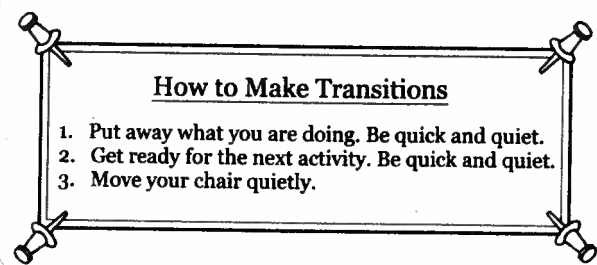 How to Make Transitions
1. Put away what you are doing. Be quick and quiet.
2. Get ready for the next activity. Be quick and quiet.
3. Move your chair quietly.